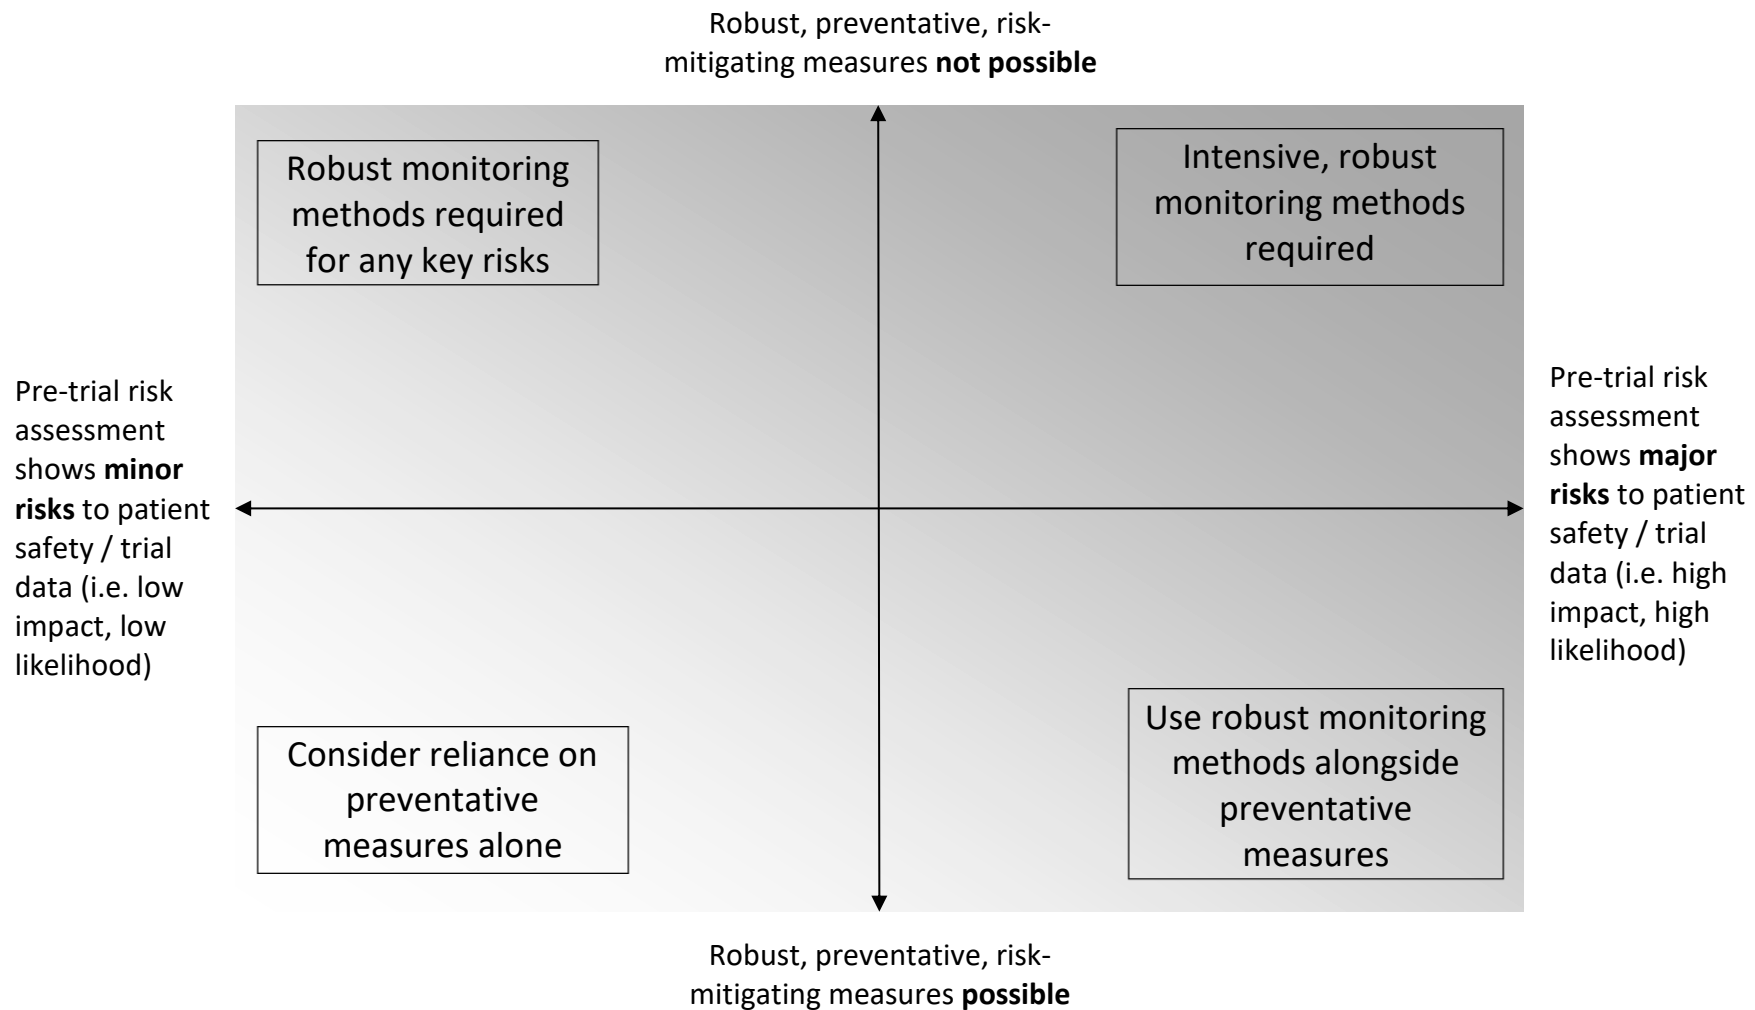 Robust, preventative, risk-
mitigating measures not possible
Robust monitoring
methods required
for any key risks
Intensive, robust
monitoring methods
required
Pre-trial risk
assessment
shows minor
risks to patient
safety / trial
data (i.e. low
impact, low
likelihood)
Pre-trial risk
assessment
shows major
risks to patient
safety / trial
data (i.e. high
impact, high
likelihood)
Consider reliance on
preventative
measures alone
Use robust monitoring
methods alongside
preventative
measures
Robust, preventative, risk-
mitigating measures possible